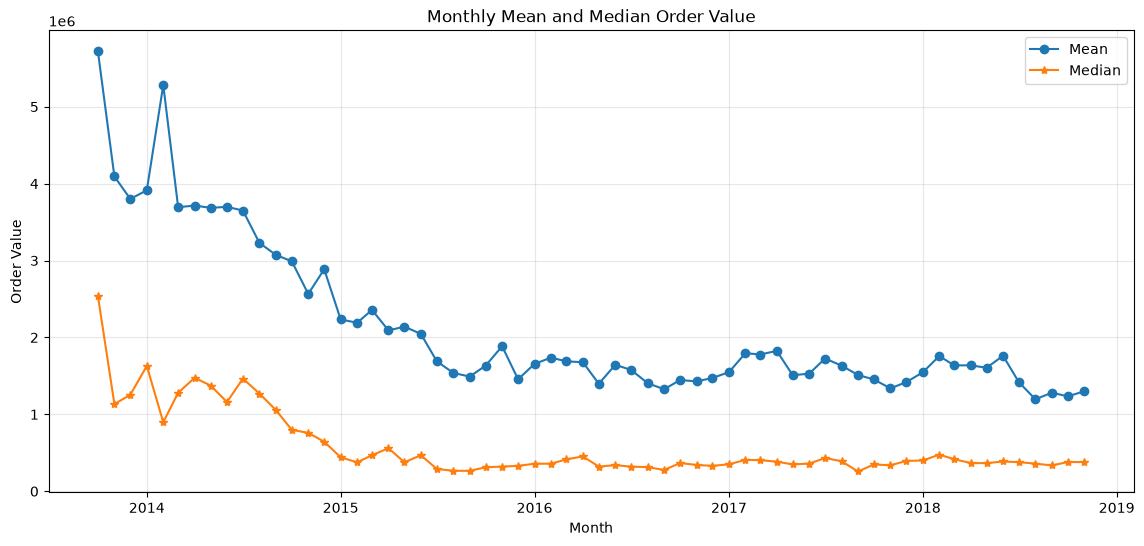 Monthly Mean and Median Order Value
1e6
Mean
Median
5
4
3
2
1
0
Order Value
2014 2015 2016 2017 2018 2019
Month